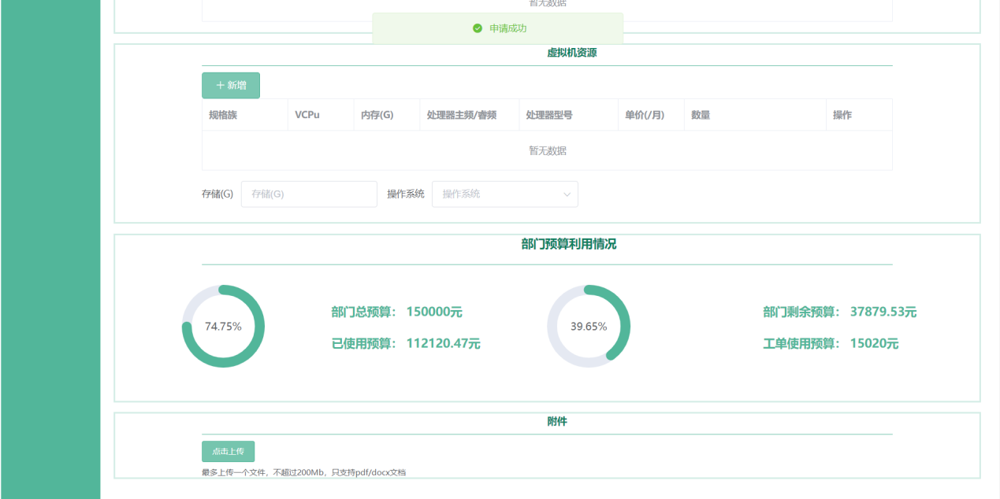 暂无数据
申请成功
虚拟机资源
新增
规格族 VCPu 内存(G) 处理器主频/睿频 处理器型号 单价(/月) 数量 操作
暂无数据
存储(G) 存储(G) 操作系统 操作系统
部门预算利用情况
74.75% 部门总预算: 150000元 39.65% 部门剩余预算: 37879.53元
已使用预算: 112120.47元 工单使用预算: 15020元
附件
点击上传
最多上传一个文件，不超过200Mb，只支持pdf/docx文档